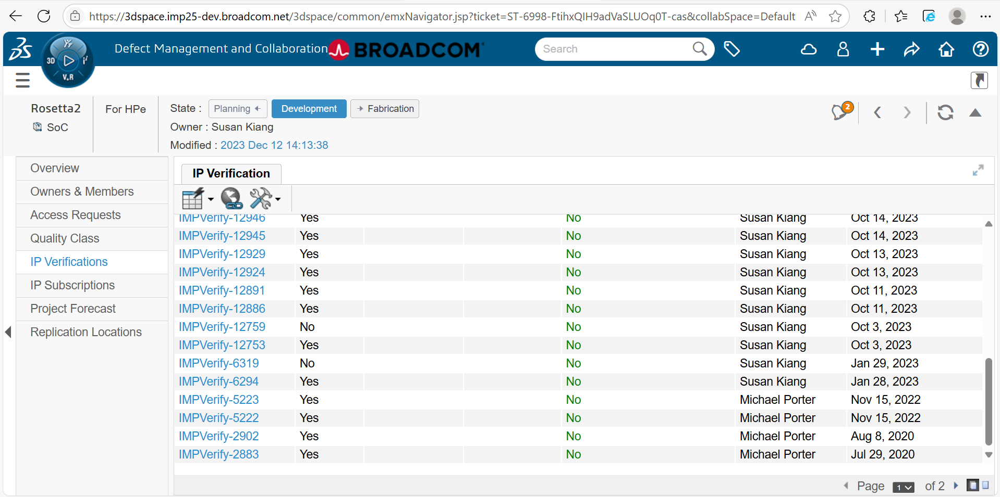 https://3dspace.imp25-dev.broadcom.net/3dspace/common/emxNavigator.jsp?ticket=ST-6998-FtihxQIH9adVaSLUOq0T-cas&collabSpace=Default
3DS
3D
V.R
Defect Management and Collaboration
BROADCOM
Search
Rosetta2
SoC
For HPe
State : Planning Development Fabrication
Owner : Susan Kiang
Modified : 2023 Dec 12 14:13:38
2
Overview
Owners & Members
Access Requests
Quality Class
IP Verifications
IP Subscriptions
Project Forecast
Replication Locations
IP Verification
IMPVerify-12946 Yes No Susan Kiang Oct 14, 2023
IMPVerify-12945 Yes No Susan Kiang Oct 14, 2023
IMPVerify-12929 Yes No Susan Kiang Oct 13, 2023
IMPVerify-12924 Yes No Susan Kiang Oct 13, 2023
IMPVerify-12891 Yes No Susan Kiang Oct 11, 2023
IMPVerify-12886 Yes No Susan Kiang Oct 11, 2023
IMPVerify-12759 No No Susan Kiang Oct 3, 2023
IMPVerify-12753 Yes No Susan Kiang Oct 3, 2023
IMPVerify-6319 No No Susan Kiang Jan 29, 2023
IMPVerify-6294 Yes No Susan Kiang Jan 28, 2023
IMPVerify-5223 Yes No Michael Porter Nov 15, 2022
IMPVerify-5222 Yes No Michael Porter Nov 15, 2022
IMPVerify-2902 Yes No Michael Porter Aug 8, 2020
IMPVerify-2883 Yes No Michael Porter Jul 29, 2020
Page 1 of 2